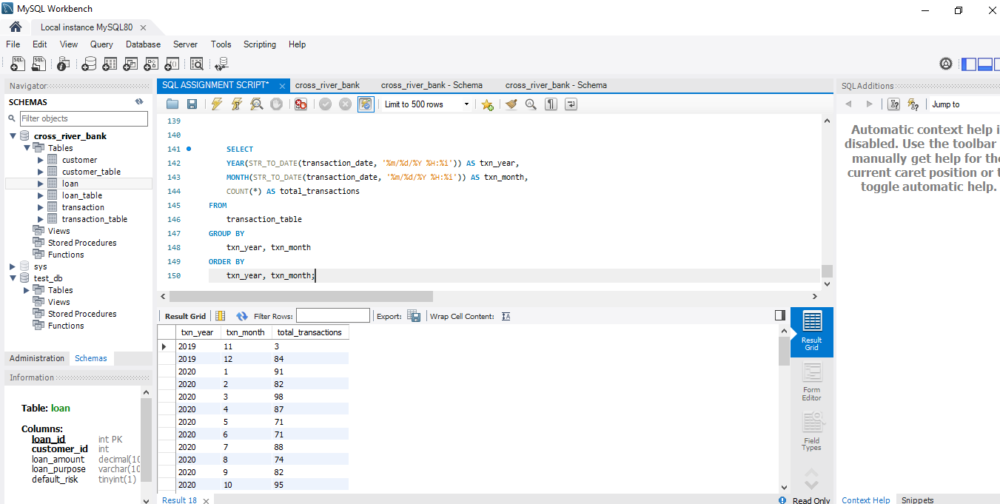 MySQL Workbench
Local instance MySQL80
File Edit View Query Database Server Tools Scripting Help
Navigator
SCHEMAS
Filter objects
cross_river_bank
Tables
customer
customer_table
loan
loan_table
transaction
transaction_table
Views
Stored Procedures
Functions
sys
test_db
Tables
Views
Stored Procedures
Functions
Administration Schemas
Information
Table: loan
Columns:
loan_id int PK
customer_id int
loan_amount decimal(10
loan_purpose varchar(10
default_risk tinyint(1)
SQL ASSIGNMENT SCRIPT* cross_river_bank cross_river_bank - Schema cross_river_bank - Schema
Limit to 500 rows
139
140
141 SELECT
142 YEAR(STR_TO_DATE(transaction_date, '%m/%d/%Y %H:%i')) AS txn_year,
143 MONTH(STR_TO_DATE(transaction_date, '%m/%d/%Y %H:%i')) AS txn_month,
144 COUNT(*) AS total_transactions
145 FROM
146 transaction_table
147 GROUP BY
148 txn_year, txn_month
149 ORDER BY
150 txn_year, txn_month;
Result Grid Filter Rows: Export: Wrap Cell Content:
txn_year txn_month total_transactions
2019 11 3
2019 12 84
2020 1 91
2020 2 82
2020 3 98
2020 4 87
2020 5 71
2020 6 71
2020 7 88
2020 8 74
2020 9 82
2020 10 95
Result 18
Result
Grid
Form
Editor
Field
Types
Read Only
SQLAdditions
Jump to
Automatic context help i
disabled. Use the toolbar
manually get help for the
current caret position or t
toggle automatic help.
Context Help Snippets